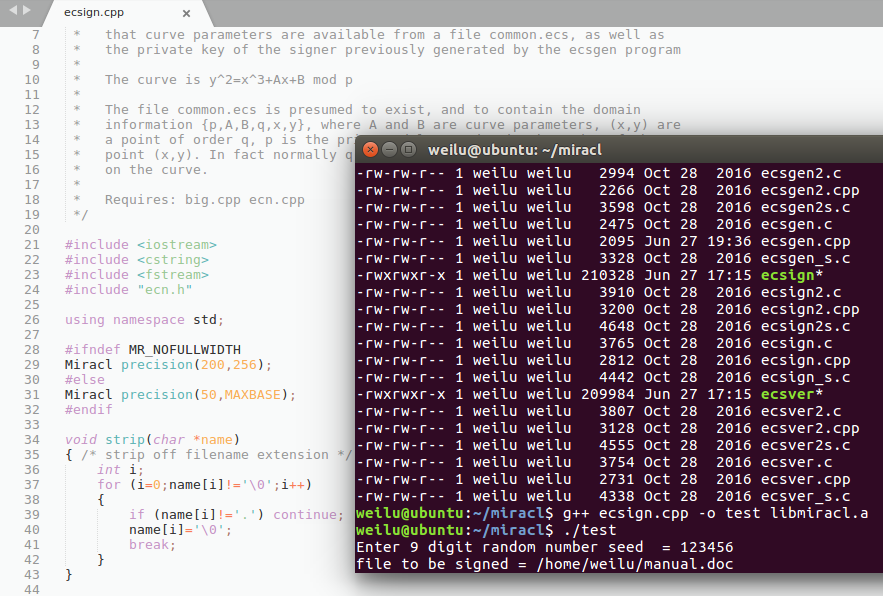 ecsign.cpp ×
7 * that curve parameters are available from a file common.ecs, as well as
8 * the private key of the signer previously generated by the ecsgen program
9 *
10 * The curve is y^2=x^3+Ax+B mod p
11 *
12 * The file common.ecs is presumed to exist, and to contain the domain
13 * information {p,A,B,q,x,y}, where A and B are curve parameters, (x,y) are
14 * a point of order q, p is the
15 * point (x,y). In fact normally q
16 * on the curve.
17 *
18 * Requires: big.cpp ecn.cpp
19 */
20
21 #include <iostream>
22 #include <cstring>
23 #include <fstream>
24 #include "ecn.h"
25
26 using namespace std;
27
28 #ifndef MR_NOFULLWIDTH
29 Miracl precision(200,256);
30 #else
31 Miracl precision(50,MAXBASE);
32 #endif
33
34 void strip(char *name)
35 { /* strip off filename extension */
36 int i;
37 for (i=0;name[i]!='\0';i++)
38 {
39 if (name[i]!='.') continue;
40 name[i]='\0';
41 break;
42 }
43 }
44
weilu@ubuntu: ~/miracl
-rw-rw-r-- 1 weilu weilu 2994 Oct 28 2016 ecsgen2.c
-rw-rw-r-- 1 weilu weilu 2266 Oct 28 2016 ecsgen2.cpp
-rw-rw-r-- 1 weilu weilu 3598 Oct 28 2016 ecsgen2s.c
-rw-rw-r-- 1 weilu weilu 2475 Oct 28 2016 ecsgen.c
-rw-rw-r-- 1 weilu weilu 2095 Jun 27 19:36 ecsgen.cpp
-rw-rw-r-- 1 weilu weilu 3328 Oct 28 2016 ecsgen_s.c
-rwxrwxr-x 1 weilu weilu 210328 Jun 27 17:15 ecsign*
-rw-rw-r-- 1 weilu weilu 3910 Oct 28 2016 ecsign2.c
-rw-rw-r-- 1 weilu weilu 3200 Oct 28 2016 ecsign2.cpp
-rw-rw-r-- 1 weilu weilu 4648 Oct 28 2016 ecsign2s.c
-rw-rw-r-- 1 weilu weilu 3765 Oct 28 2016 ecsign.c
-rw-rw-r-- 1 weilu weilu 2812 Oct 28 2016 ecsign.cpp
-rw-rw-r-- 1 weilu weilu 4442 Oct 28 2016 ecsign_s.c
-rwxrwxr-x 1 weilu weilu 209984 Jun 27 17:15 ecsver*
-rw-rw-r-- 1 weilu weilu 3807 Oct 28 2016 ecsver2.c
-rw-rw-r-- 1 weilu weilu 3128 Oct 28 2016 ecsver2.cpp
-rw-rw-r-- 1 weilu weilu 4555 Oct 28 2016 ecsver2s.c
-rw-rw-r-- 1 weilu weilu 3754 Oct 28 2016 ecsver.c
-rw-rw-r-- 1 weilu weilu 2731 Oct 28 2016 ecsver.cpp
-rw-rw-r-- 1 weilu weilu 4338 Oct 28 2016 ecsver_s.c
weilu@ubuntu:~/miracl$ g++ ecsign.cpp -o test libmiracl.a
weilu@ubuntu:~/miracl$ ./test
Enter 9 digit random number seed = 123456
file to be signed = /home/weilu/manual.doc